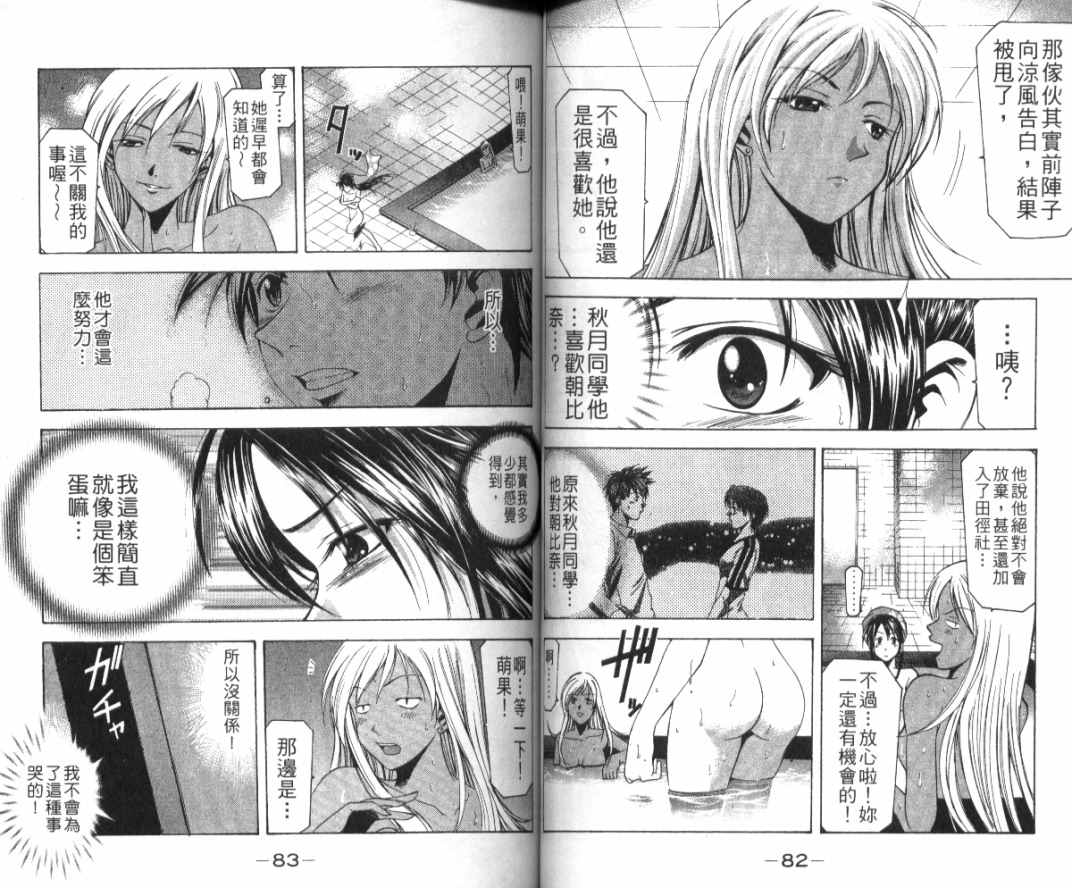 那傢伙其實前陣子
向涼風告白，結果
被甩了，
不過，他說他還
是很喜歡她。
…咦？
秋月同學他
…喜歡朝比
奈…？
他說他絕對不會
放棄，甚至還加
入了田徑社…
………
不過…放心啦！妳
一定還有機會的！
原來秋月同學…
他對朝比奈…
啊…
—82—
喂！萌果！
タッ
算了…
她遲早都會
知道的～
這不關我的
事喔～～
所以…
他才會這
麼努力…
其實我多
少都感覺
得到，
我這樣簡直
就像是個笨
蛋嘛…
啊…等一下！
萌果！
那邊是…
所以沒關係！
ガチャ
我不會為
了這種事
哭的！
—83—